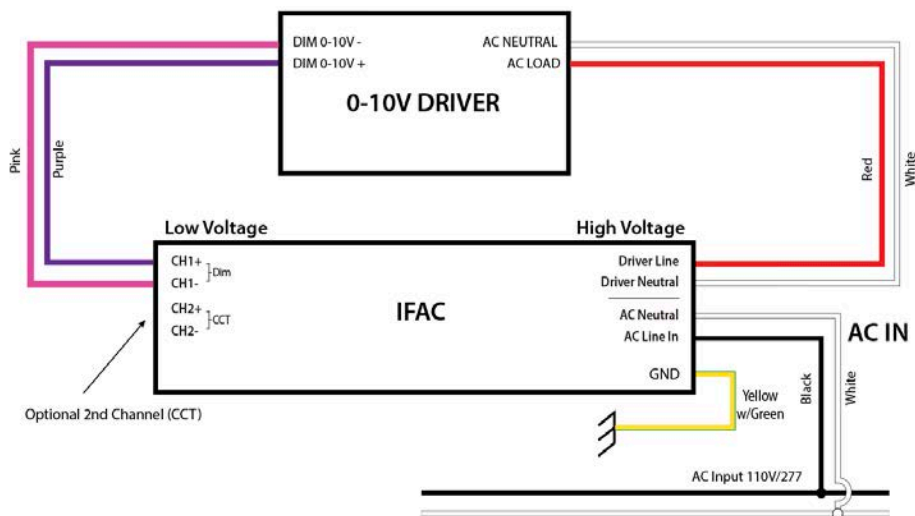 DIM 0-10V - AC NEUTRAL
DIM 0-10V + AC LOAD
0-10V DRIVER
Pink
Purple
Red
White
Low Voltage
High Voltage
CH1+
Dim
CH1-
CH2+
CCT
CH2-
IFAC
Driver Line
Driver Neutral
AC Neutral
AC Line In
GND
AC IN
Black
White
Yellow
w/Green
Optional 2nd Channel (CCT)
AC Input 110V/277